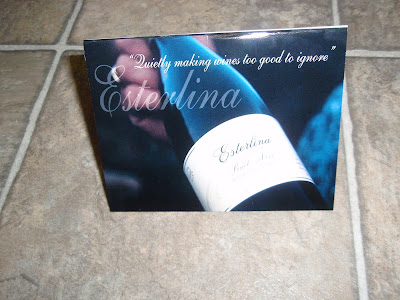 "Quietly making wines too good to ignore"
Esterlina
Esterlina